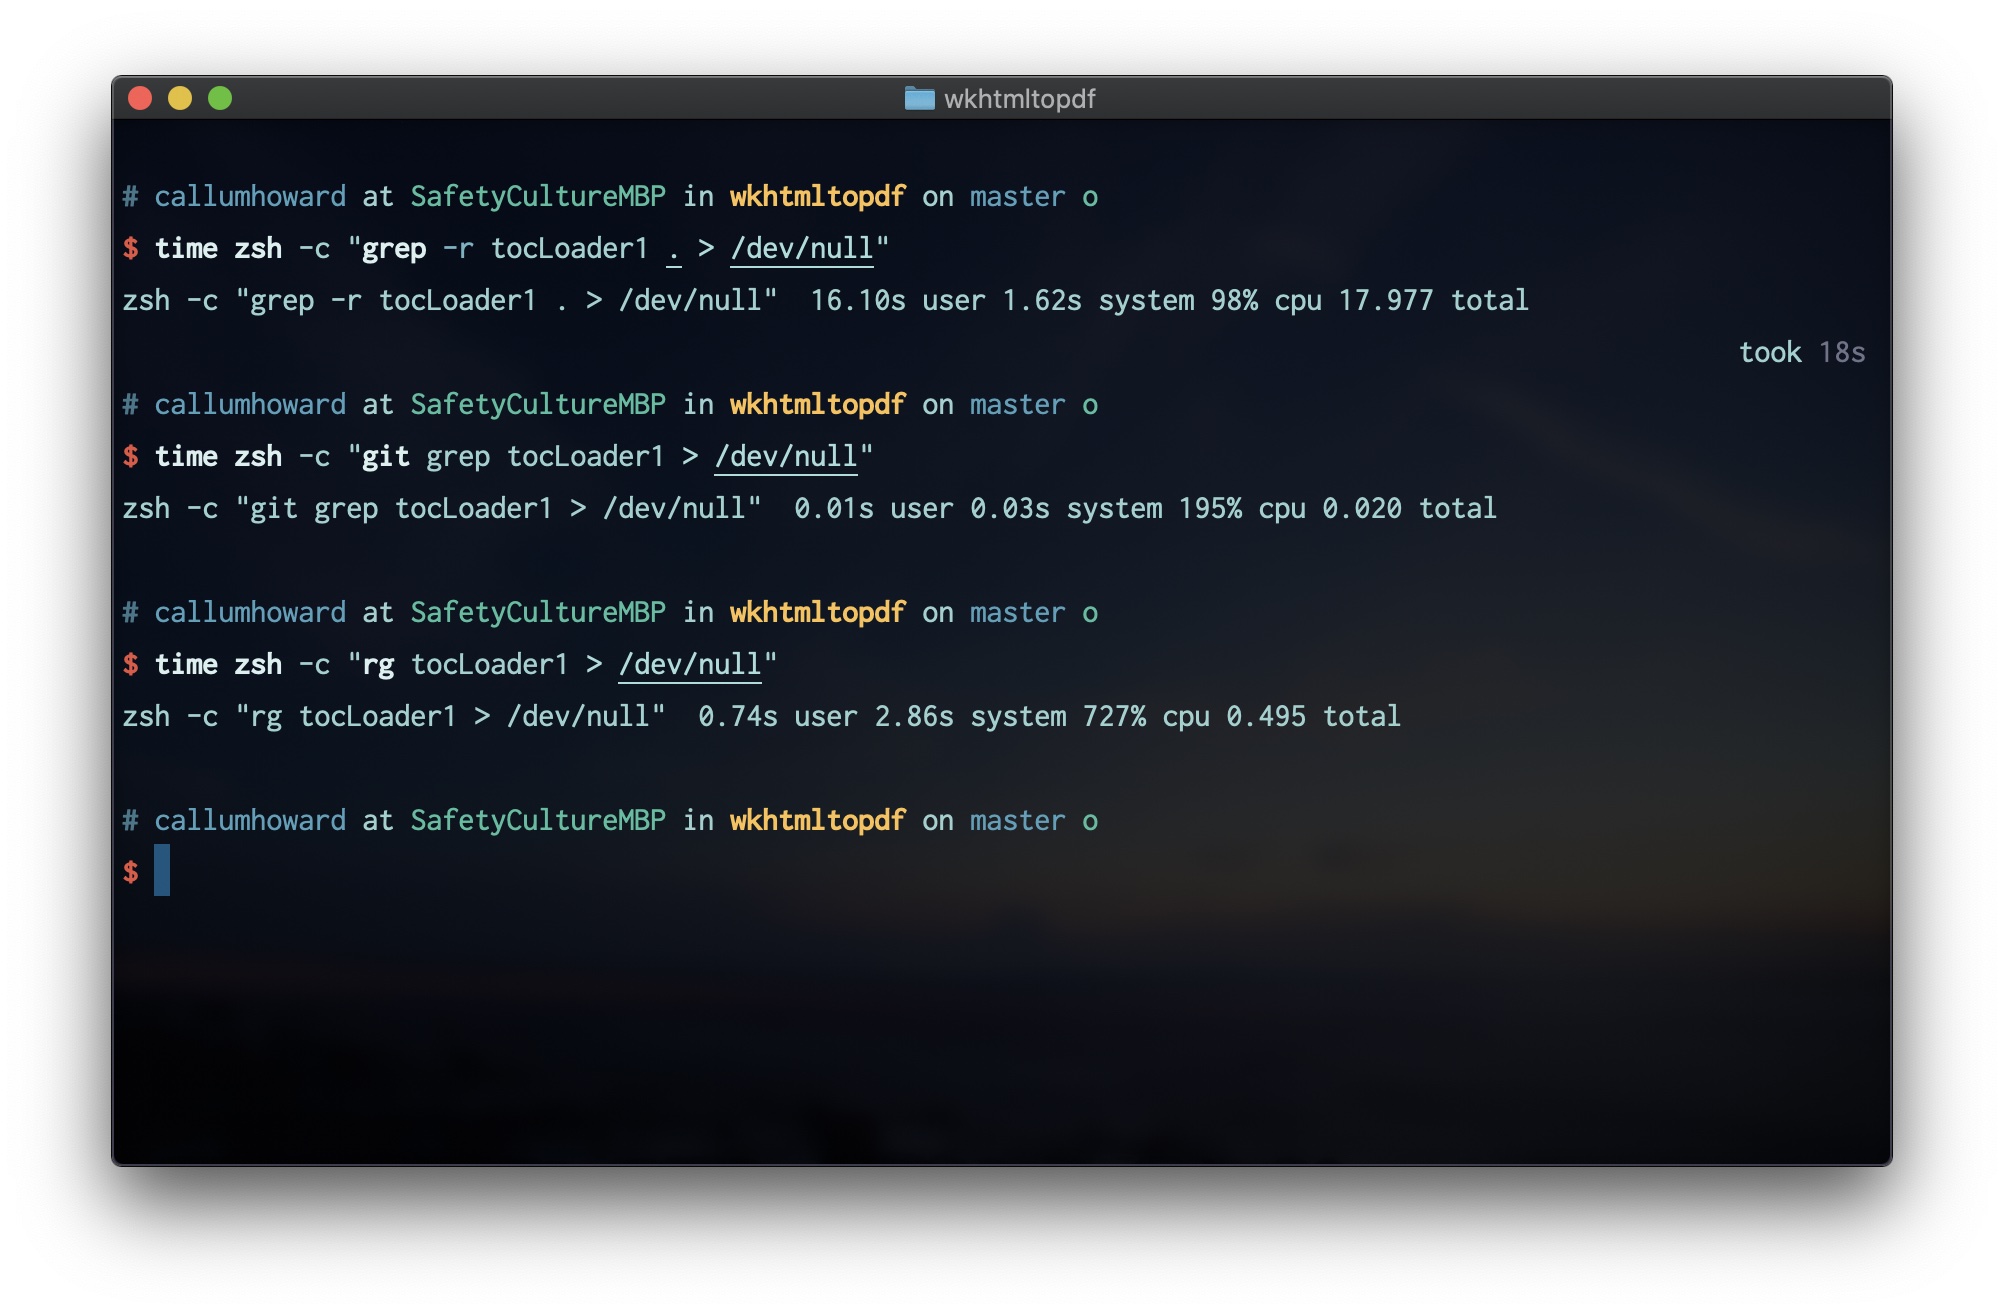 wkhtmltopdf
# callumhoward at SafetyCultureMBP in wkhtmltopdf on master o
$ time zsh -c "grep -r tocLoader1 . > /dev/null"
zsh -c "grep -r tocLoader1 . > /dev/null"  16.10s user 1.62s system 98% cpu 17.977 total
took 18s
# callumhoward at SafetyCultureMBP in wkhtmltopdf on master o
$ time zsh -c "git grep tocLoader1 > /dev/null"
zsh -c "git grep tocLoader1 > /dev/null"  0.01s user 0.03s system 195% cpu 0.020 total
# callumhoward at SafetyCultureMBP in wkhtmltopdf on master o
$ time zsh -c "rg tocLoader1 > /dev/null"
zsh -c "rg tocLoader1 > /dev/null"  0.74s user 2.86s system 727% cpu 0.495 total
# callumhoward at SafetyCultureMBP in wkhtmltopdf on master o
$